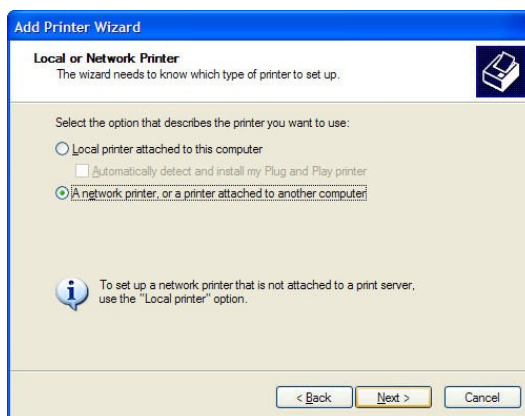 Add Printer Wizard
Local or Network Printer
The wizard needs to know which type of printer to set up.
Select the option that describes the printer you want to use:
Local printer attached to this computer
Automatically detect and install my Plug and Play printer
A network printer, or a printer attached to another computer
To set up a network printer that is not attached to a print server,
use the "Local printer" option.
< Back Next > Cancel